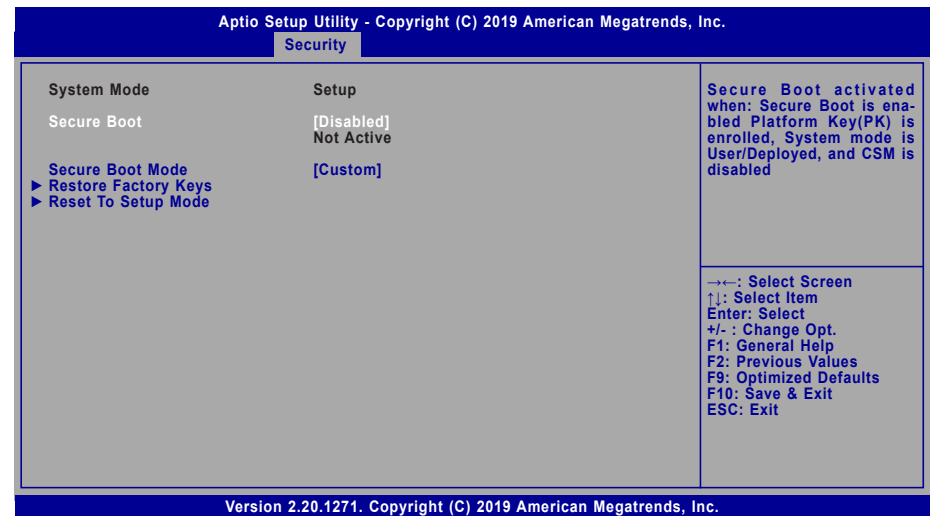 Aptio Setup Utility - Copyright (C) 2019 American Megatrends, Inc.
Security
System Mode Setup
Secure Boot [Disabled]
Not Active
Secure Boot Mode [Custom]
▶ Restore Factory Keys
▶ Reset To Setup Mode
Secure Boot activated
when: Secure Boot is ena-
bled Platform Key(PK) is
enrolled, System mode is
User/Deployed, and CSM is
disabled
→←: Select Screen
↑↓: Select Item
Enter: Select
+/- : Change Opt.
F1: General Help
F2: Previous Values
F9: Optimized Defaults
F10: Save & Exit
ESC: Exit
Version 2.20.1271. Copyright (C) 2019 American Megatrends, Inc.